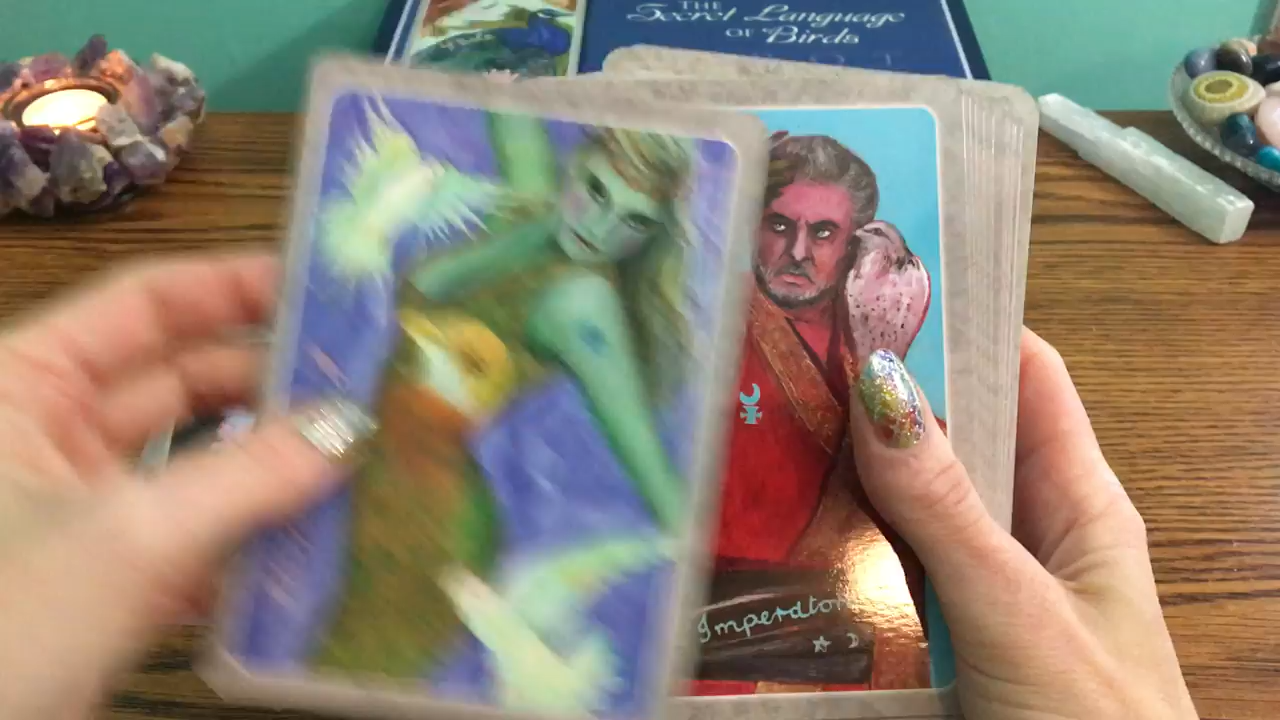 THE
Secret Language
OF Birds
Imperator